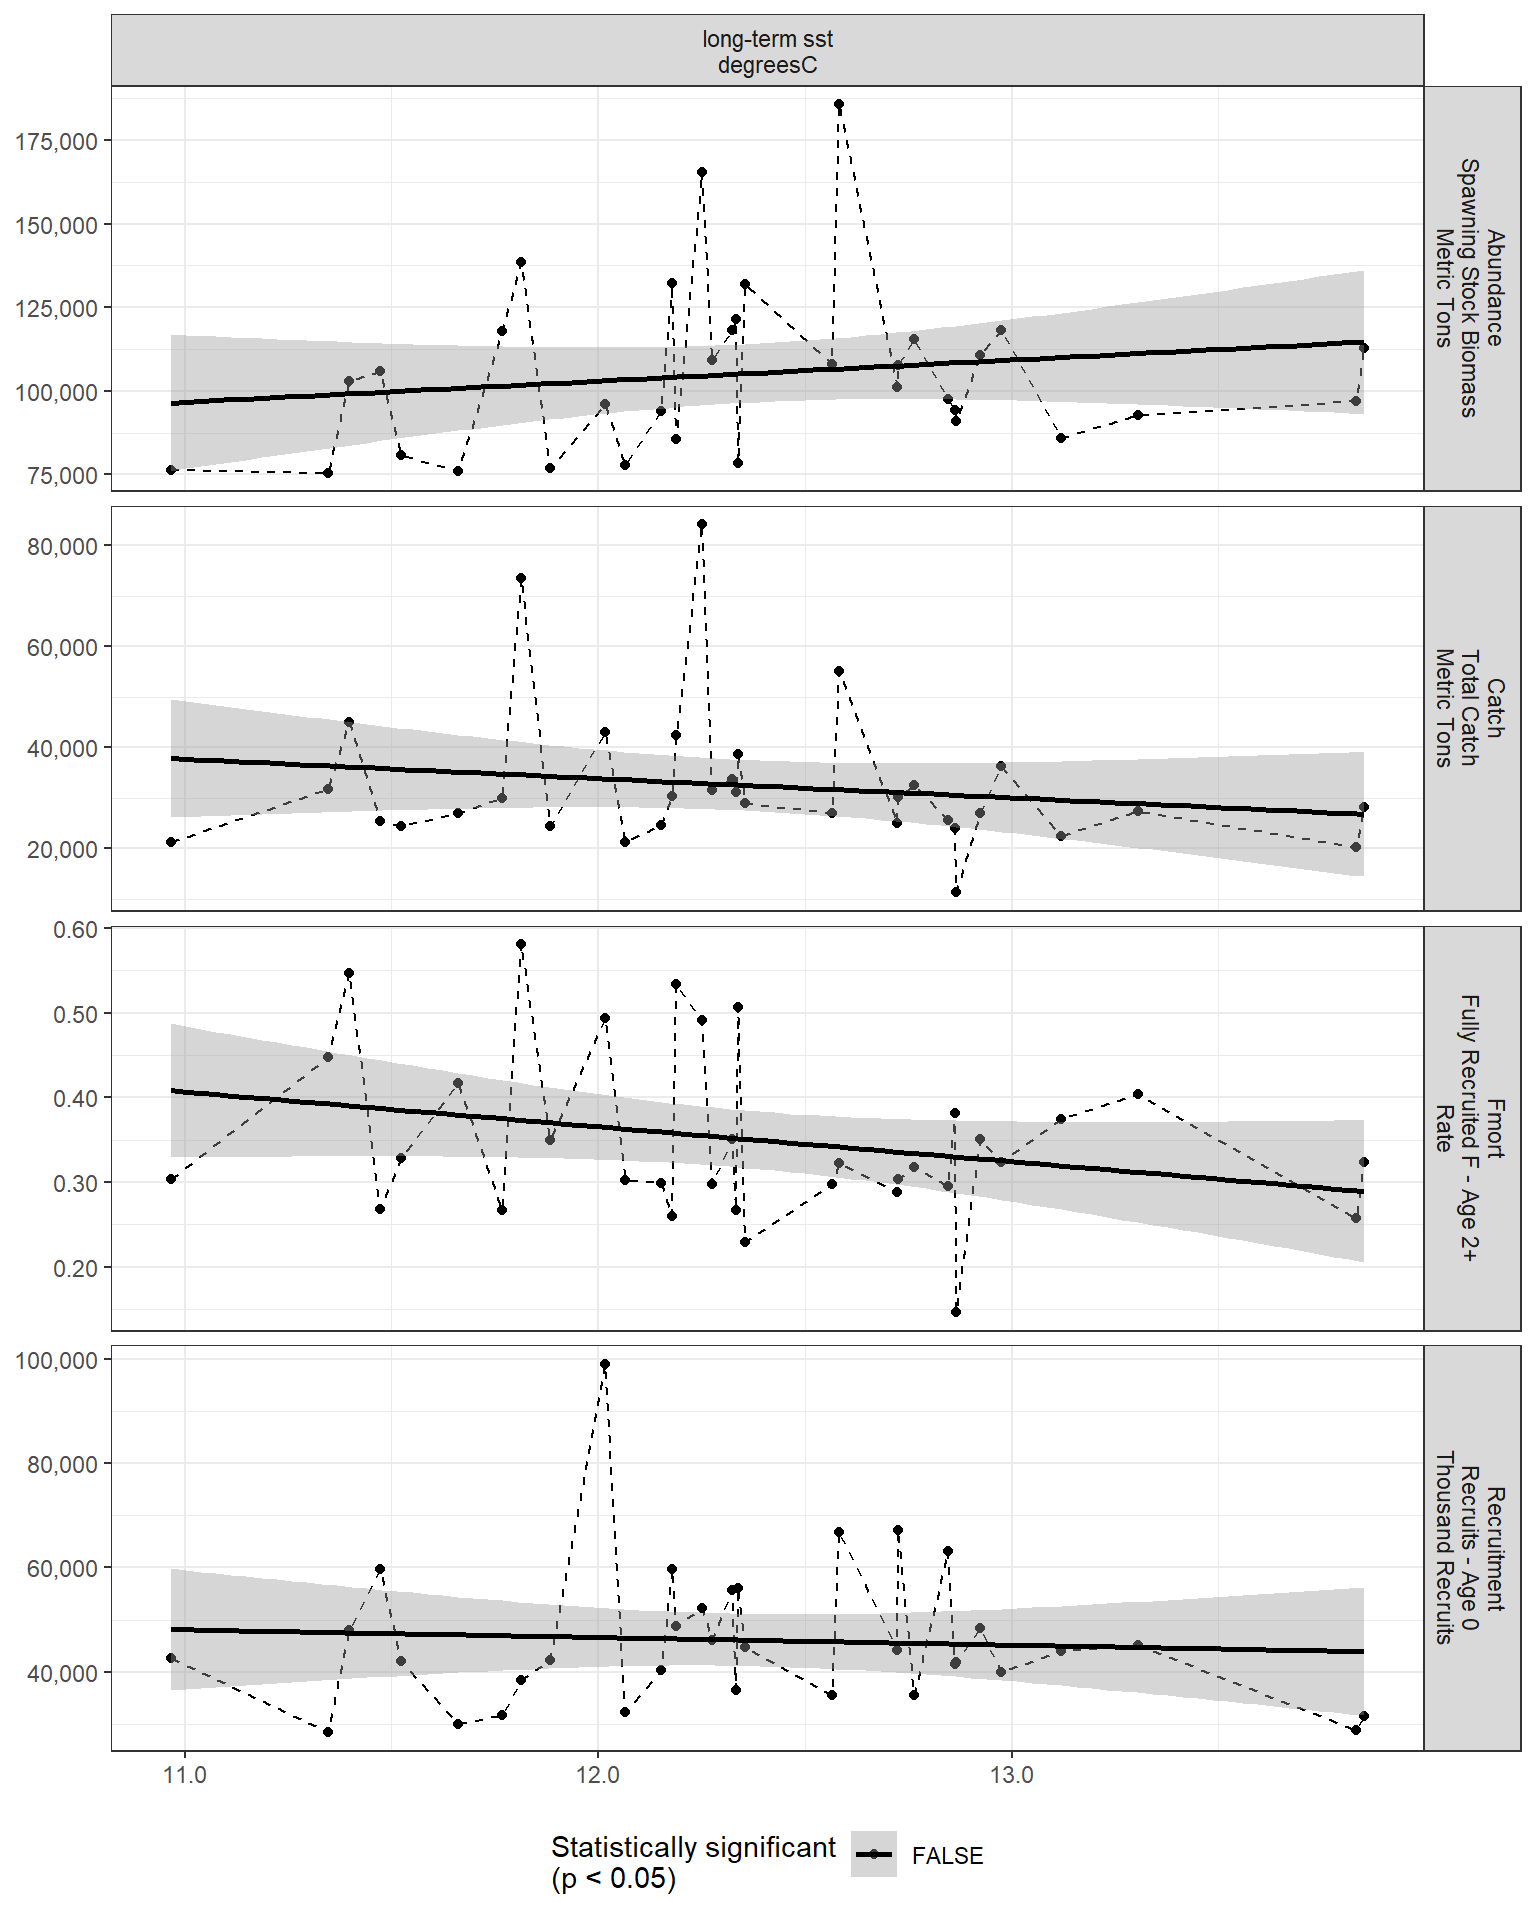 long-term sst
degreesC
175,000
150,000
125,000
100,000
75,000
Abundance
Spawning Stock Biomass
Metric Tons
80,000
60,000
40,000
20,000
Catch
Total Catch
Metric Tons
0.60
0.50
0.40
0.30
0.20
Fmort
Fully Recruited F - Age 2+
Rate
100,000
80,000
60,000
40,000
Recruitment
Recruits - Age 0
Thousand Recruits
11.0
12.0
13.0
Statistically significant
(p < 0.05)
FALSE